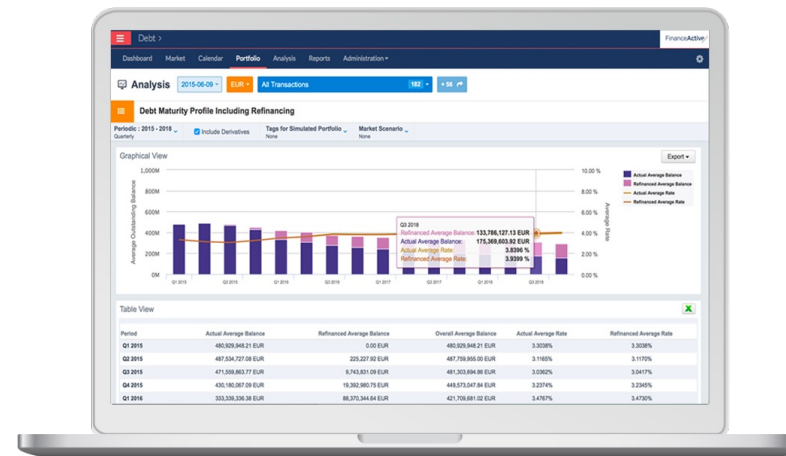 Debt >
FinanceActive
Dashboard Market Calendar Portfolio Analysis Reports Administration
Analysis 2015-06-09 EUR All Transactions 182 + 58
Debt Maturity Profile Including Refinancing
Periodic : 2015 - 2018 Include Derivatives Tags for Simulated Portfolio Market Scenario
Quarterly None None
Graphical View Export
1,000M 10.00 % Actual Average Balance
Refinanced Average Balance
800M 8.00 % Actual Average Rate
Refinanced Average Rate
600M 6.00 %
Q3 2018
Refinanced Average Balance: 133,786,127.13 EUR
400M Actual Average Balance: 175,369,603.92 EUR 4.00 %
Actual Average Rate: 3.8396 %
Refinanced Average Rate: 3.9399 %
200M 2.00 %
0M 0.00 %
Average Outstanding Balance
Average Rate
Q1 2015 Q3 2015 Q1 2016 Q3 2016 Q1 2017 Q3 2017 Q1 2018 Q3 2018
Table View
Period Actual Average Balance Refinanced Average Balance Overall Average Balance Actual Average Rate Refinanced Average Rate
Q1 2015 480,929,948.21 EUR 0.00 EUR 480,929,948.21 EUR 3.3038% 3.3038%
Q2 2015 487,534,727.08 EUR 225,227.92 EUR 487,759,955.00 EUR 3.1165% 3.1170%
Q3 2015 471,559,863.77 EUR 9,743,831.09 EUR 481,303,694.86 EUR 3.0362% 3.0417%
Q4 2015 430,180,067.09 EUR 19,392,980.75 EUR 449,573,047.84 EUR 3.2374% 3.2345%
Q1 2016 333,339,336.38 EUR 88,370,344.64 EUR 421,709,681.02 EUR 3.4767% 3.4730%